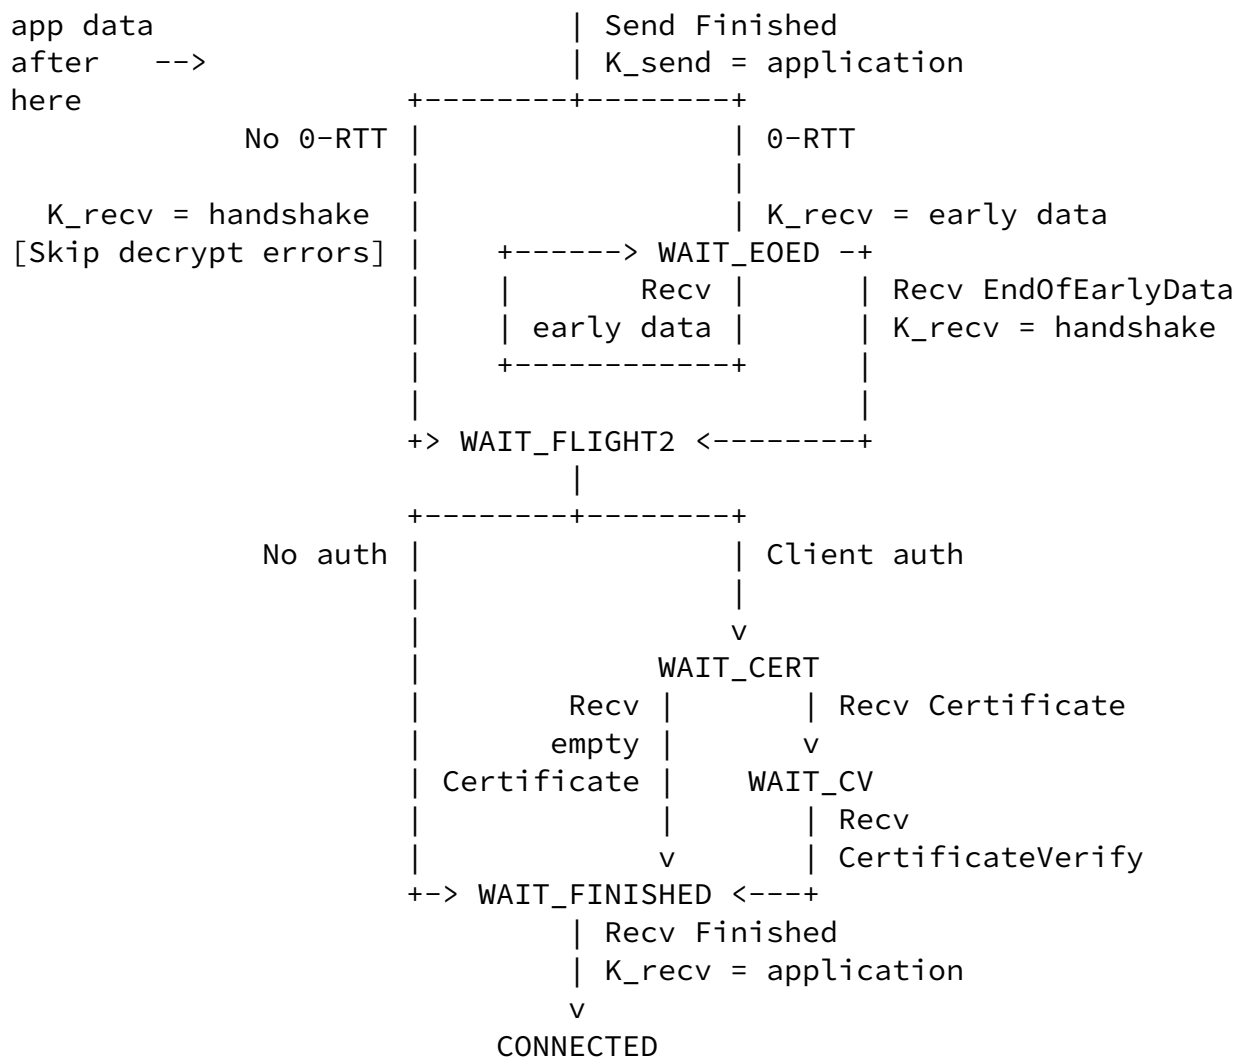 app data                       | Send Finished
after   -->                    | K_send = application
here                  +--------+--------+
             No 0-RTT |                 | 0-RTT
                      |                 |
  K_recv = handshake  |                 | K_recv = early data
[Skip decrypt errors] |    +------> WAIT_EOED -+
                      |    |       Recv |      | Recv EndOfEarlyData
                      |    | early data |      | K_recv = handshake
                      |    +------------+      |
                      |                        |
                      +> WAIT_FLIGHT2 <--------+
                               |
                      +--------+--------+
              No auth |                 | Client auth
                      |                 |
                      |                 v
                      |             WAIT_CERT
                      |        Recv |       | Recv Certificate
                      |       empty |       v
                      | Certificate |    WAIT_CV
                      |             |       | Recv
                      |             v       | CertificateVerify
                      +-> WAIT_FINISHED <---+
                               | Recv Finished
                               | K_recv = application
                               v
                           CONNECTED